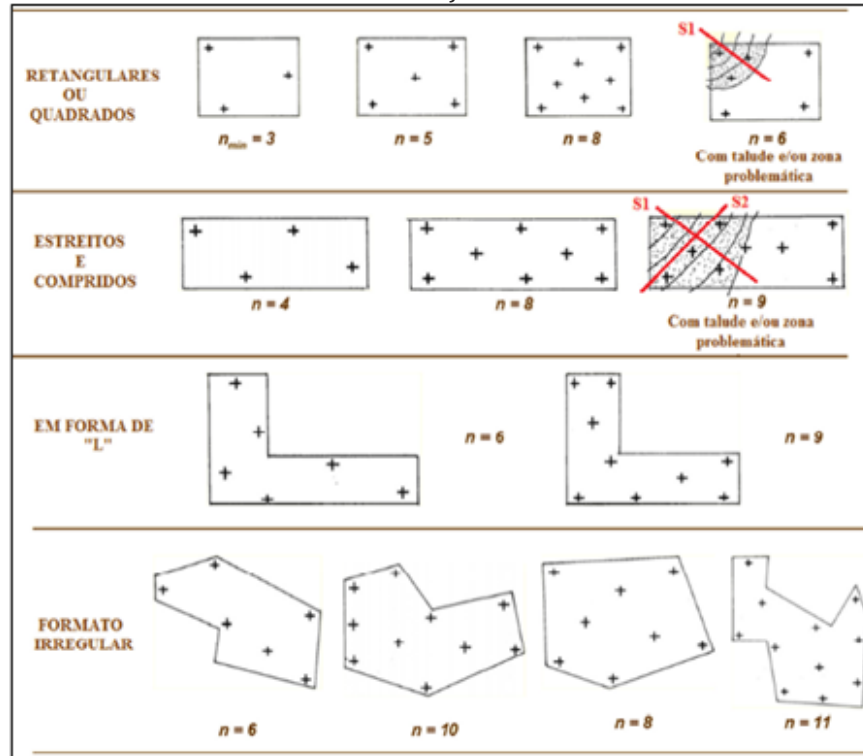 RETANGULARES
OU
QUADRADOS
n_min = 3
n = 5
n = 8
S1
n = 6
Com talude e/ou zona
problemática
ESTREITOS
E
COMPRIDOS
n = 4
n = 8
S1
S2
n = 9
Com talude e/ou zona
problemática
EM FORMA DE
"L"
n = 6
n = 9
FORMATO
IRREGULAR
n = 6
n = 10
n = 8
n = 11